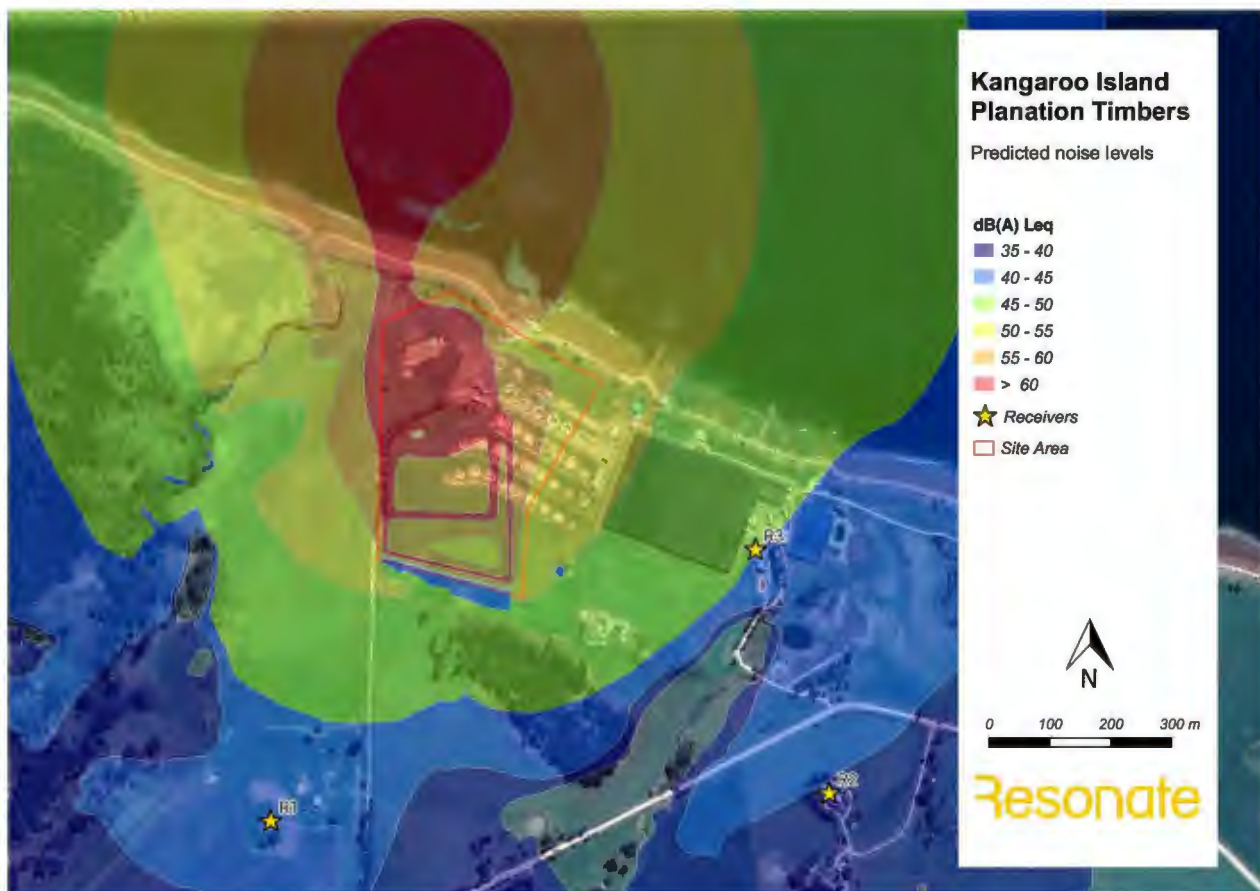 Kangaroo Island
Planation Timbers
Predicted noise levels
dB(A) Leq
35 - 40
40 - 45
45 - 50
50 - 55
55 - 60
> 60
Receivers
Site Area
R3
R1
R2
N
0 100 200 300 m
Resonate